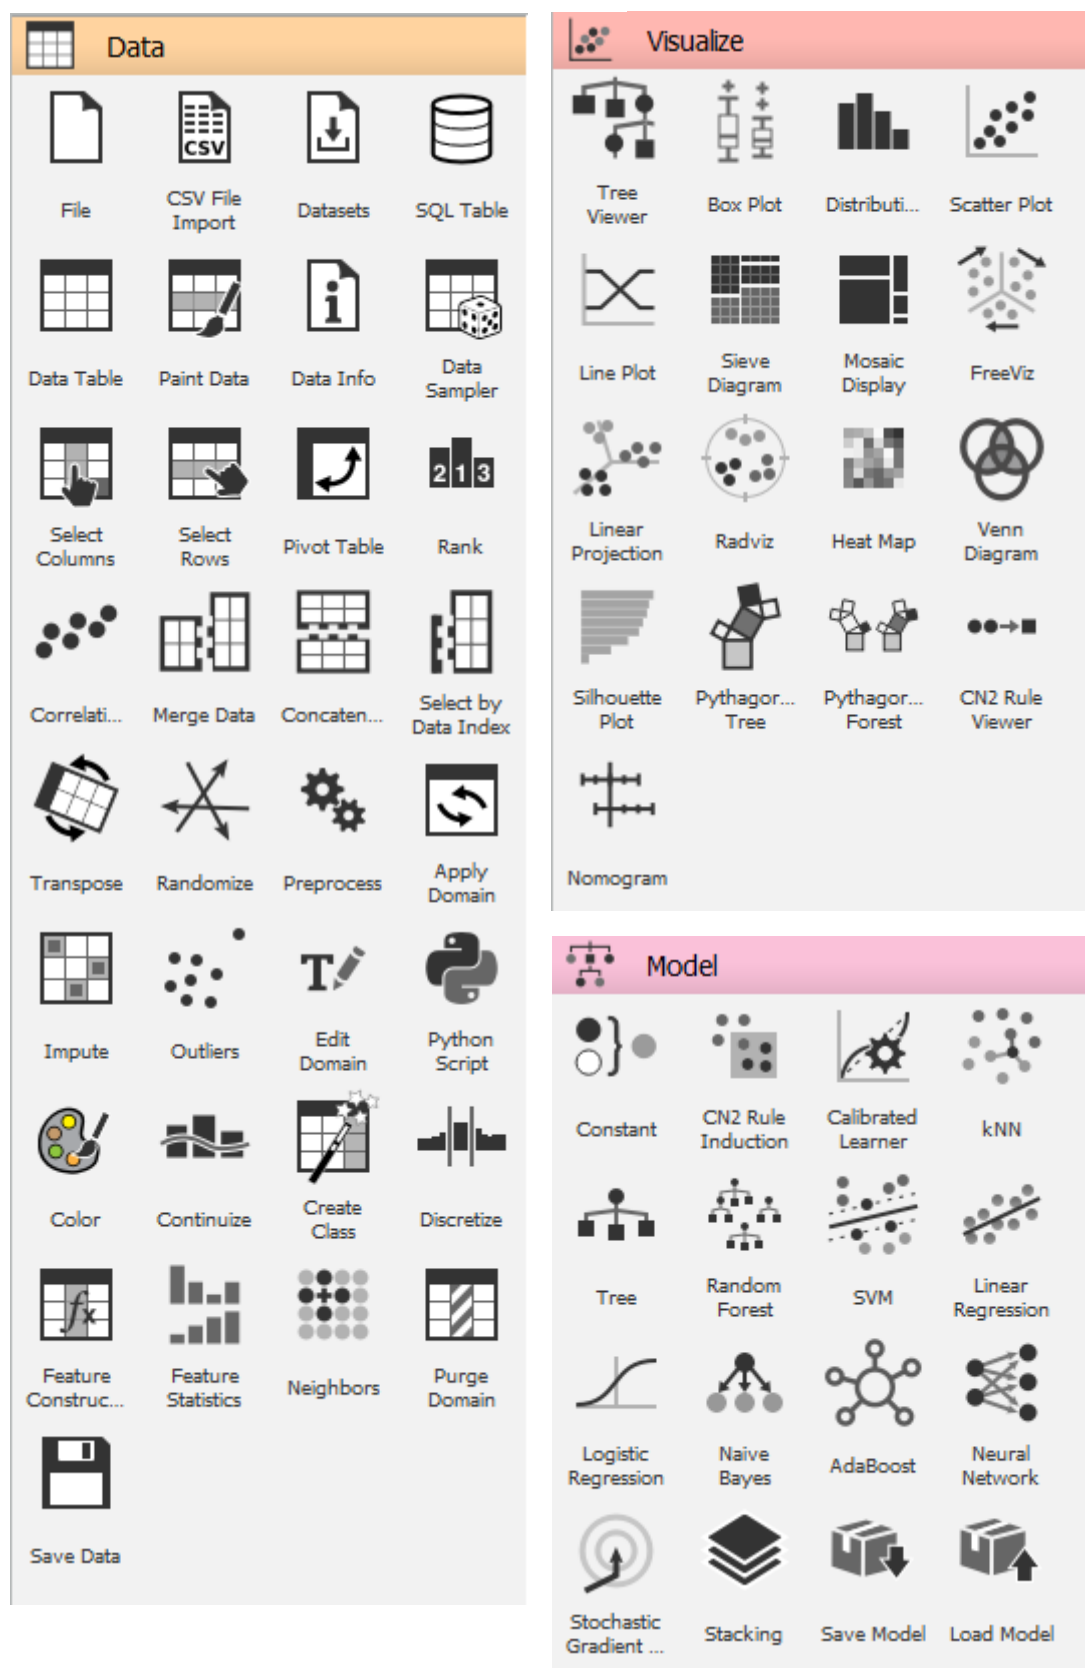 Data
CSV
File
CSV File
Import
Datasets
SQL Table
i
Data Table
Paint Data
Data Info
Data
Sampler
2 1 3
Select
Columns
Select
Rows
Pivot Table
Rank
Correlati...
Merge Data
Concaten...
Select by
Data Index
Transpose
Randomize
Preprocess
Apply
Domain
T
Impute
Outliers
Edit
Domain
Python
Script
Color
Continuize
Create
Class
Discretize
fx
Feature
Construc...
Feature
Statistics
Neighbors
Purge
Domain
Save Data
Visualize
Tree
Viewer
Box Plot
Distributi...
Scatter Plot
Line Plot
Sieve
Diagram
Mosaic
Display
FreeViz
Linear
Projection
Radviz
Heat Map
Venn
Diagram
Silhouette
Plot
Pythagor...
Tree
Pythagor...
Forest
CN2 Rule
Viewer
Nomogram
Model
Constant
CN2 Rule
Induction
Calibrated
Learner
kNN
Tree
Random
Forest
SVM
Linear
Regression
Logistic
Regression
Naive
Bayes
AdaBoost
Neural
Network
Stochastic
Gradient ...
Stacking
Save Model
Load Model